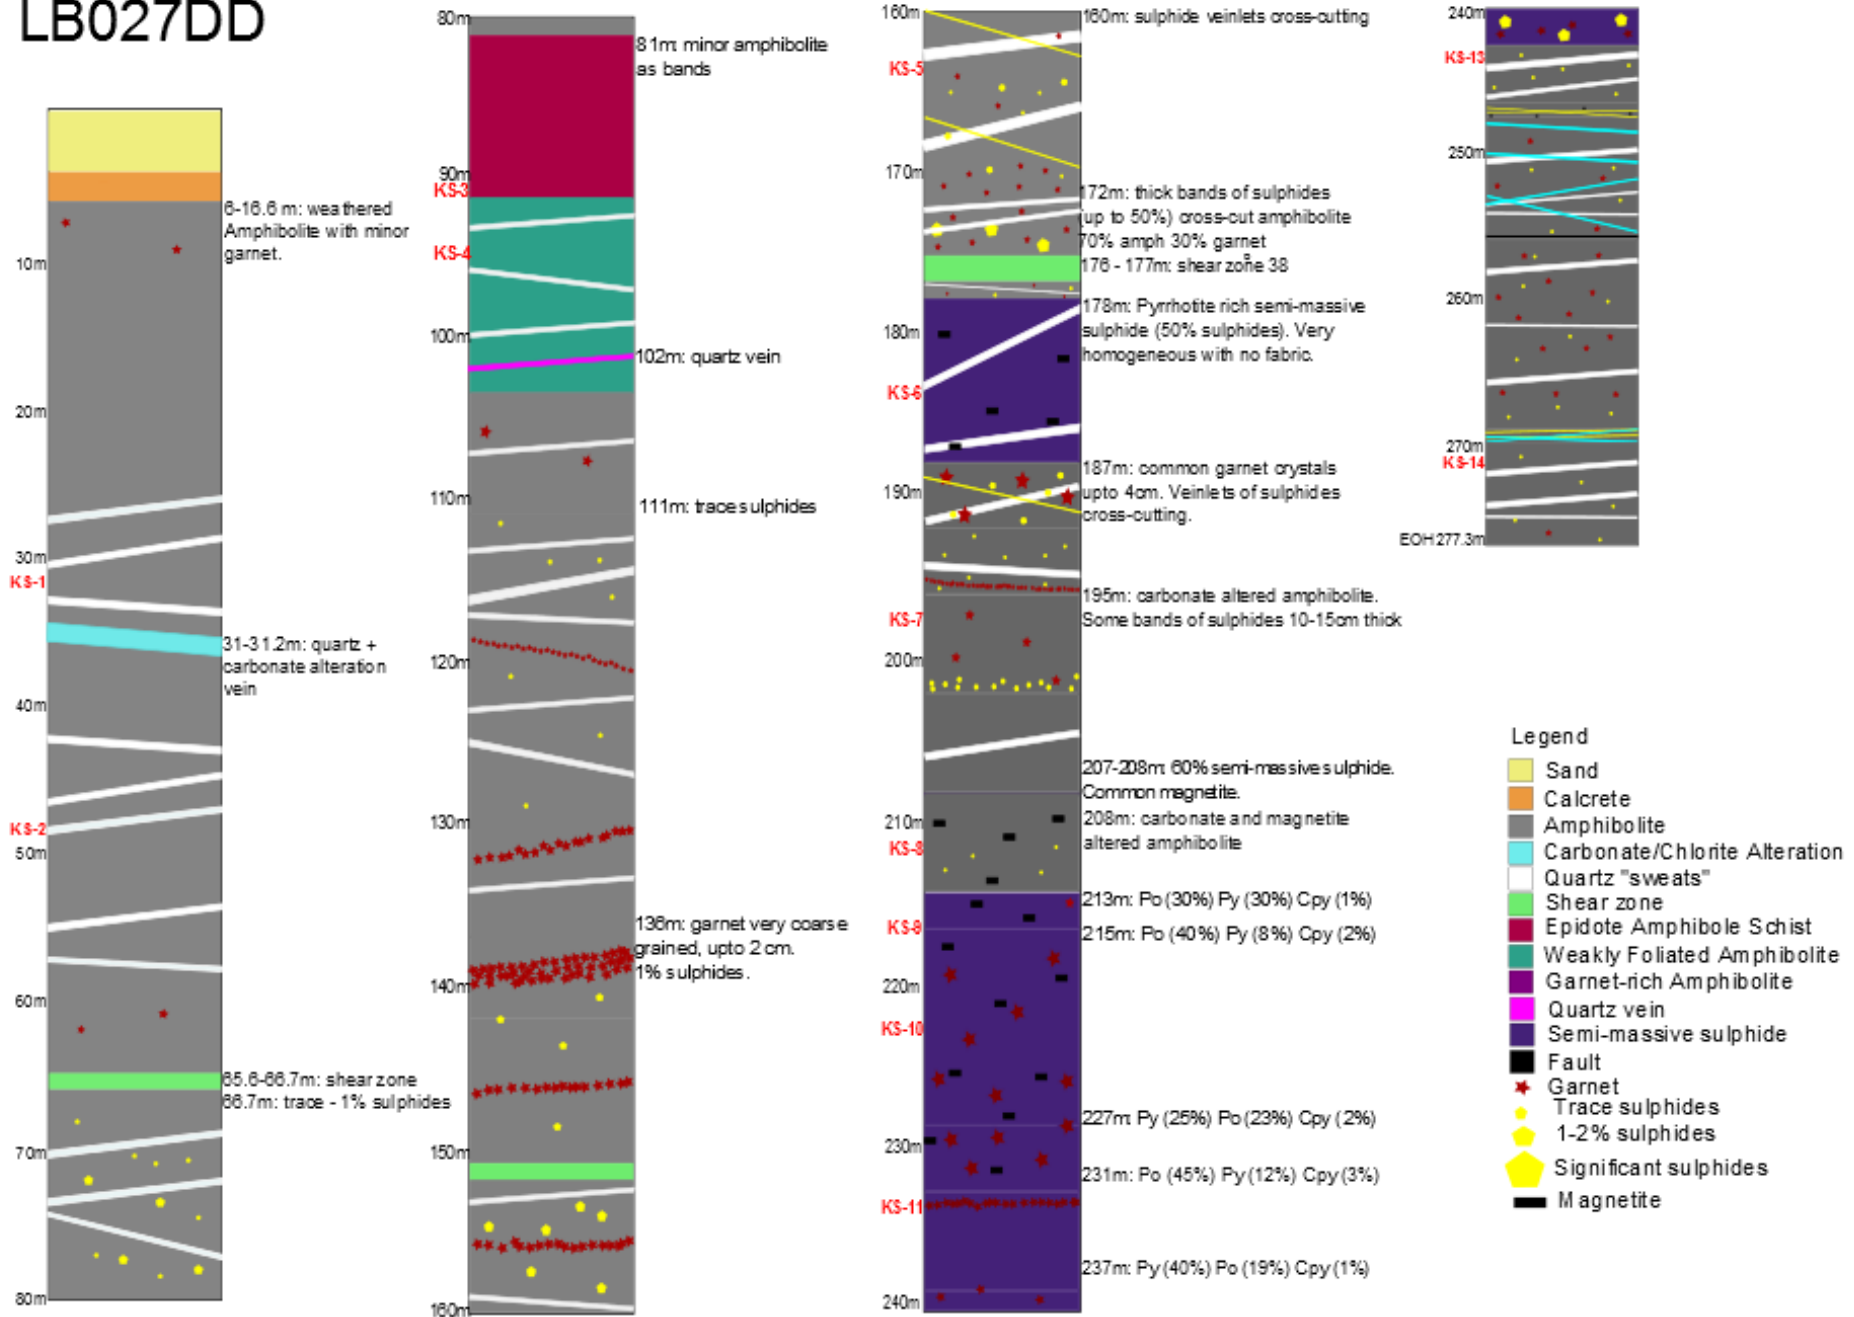 LB027DD
6-16.6 m: weathered
Amphibolite with minor
garnet.
10m
20m
30m
KS-1
31-31.2m: quartz +
carbonate alteration
vein
40m
KS-2
50m
60m
65.6-66.7m: shear zone
66.7m: trace - 1% sulphides
70m
80m
80m
81m: minor amphibolite
as bands
90m
KS-3
KS-4
100m
102m: quartz vein
110m
111m: trace sulphides
120m
130m
136m: garnet very coarse
grained, upto 2 cm.
1% sulphides.
140m
150m
160m
160m
160m: sulphide veinlets cross-cutting
KS-5
170m
172m: thick bands of sulphides
(up to 50%) cross-cut amphibolite
70% amph 30% garnet
176 - 177m: shear zone 38
178m: Pyrrhotite rich semi-massive
sulphide (50% sulphides). Very
homogeneous with no fabric.
180m
KS-6
187m: common garnet crystals
upto 4cm. Veinlets of sulphides
cross-cutting.
190m
195m: carbonate altered amphibolite.
Some bands of sulphides 10-15cm thick
KS-7
200m
207-208m: 60% semi-massive sulphide.
Common magnetite.
208m: carbonate and magnetite
altered amphibolite
210m
KS-8
213m: Po (30%) Py (30%) Cpy (1%)
KS-9
215m: Po (40%) Py (8%) Cpy (2%)
220m
KS-10
227m: Py (25%) Po (23%) Cpy (2%)
230m
231m: Po (45%) Py (12%) Cpy (3%)
KS-11
237m: Py (40%) Po (19%) Cpy (1%)
240m
240m
KS-13
250m
260m
270m
KS-14
EOH 277.3m
Legend
Sand
Calcrete
Amphibolite
Carbonate/Chlorite Alteration
Quartz "sweats"
Shear zone
Epidote Amphibole Schist
Weakly Foliated Amphibolite
Garnet-rich Amphibolite
Quartz vein
Semi-massive sulphide
Fault
Garnet
Trace sulphides
1-2% sulphides
Significant sulphides
Magnetite